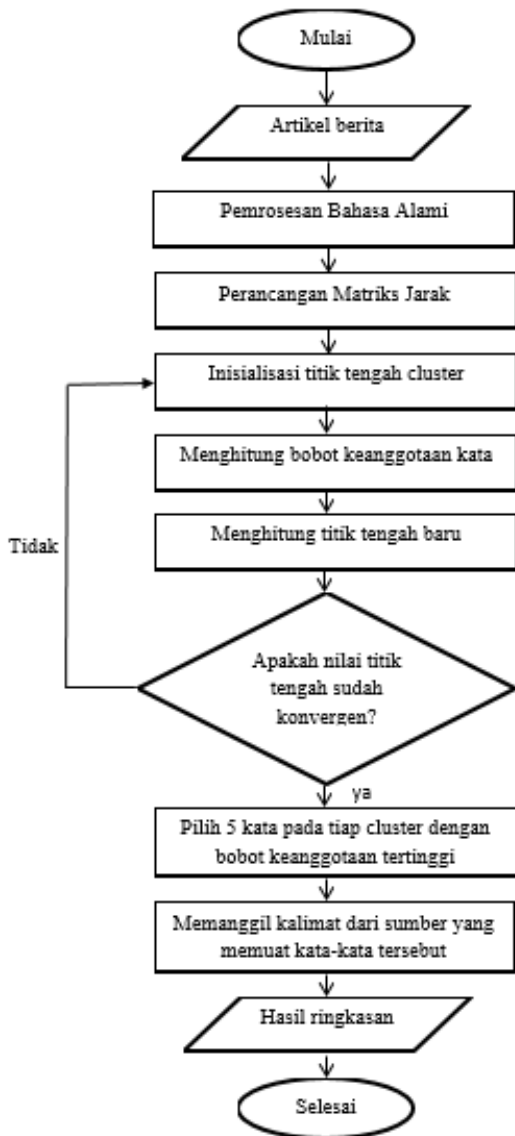 Mulai
Artikel berita
Pemrosesan Bahasa Alami
Perancangan Matriks Jarak
Inisialisasi titik tengah cluster
Menghitung bobot keanggotaan kata
Menghitung titik tengah baru
Tidak
Apakah nilai titik
tengah sudah
konvergen?
ya
Pilih 5 kata pada tiap cluster dengan
bobot keanggotaan tertinggi
Memanggil kalimat dari sumber yang
memuat kata-kata tersebut
Hasil ringkasan
Selesai